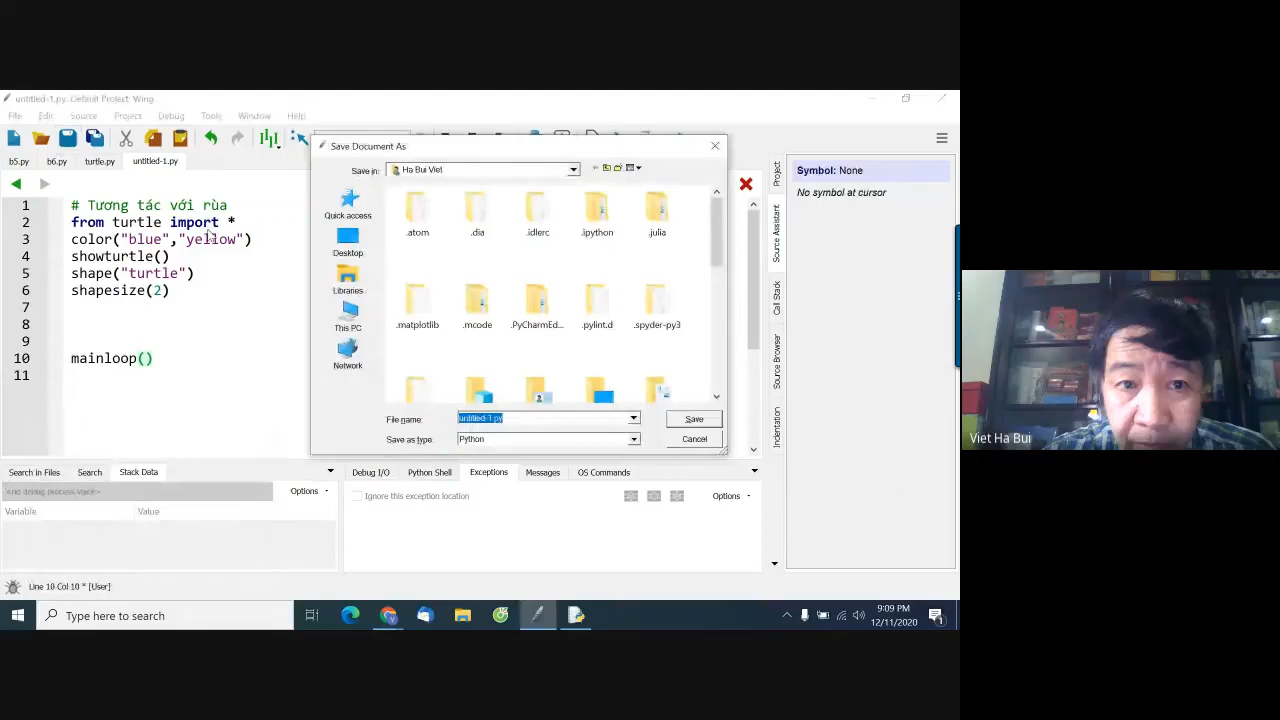 untitled-1.py. Default Project: Wing
File Edit Source Project Debug Tools Window Help
b5.py b6.py turtle.py untitled-1.py
1 # Tương tác với rùa
2 from turtle import *
3 color("blue","yellow")
4 showturtle()
5 shape("turtle")
6 shapesize(2)
7
8
9
10 mainloop()
11
Save Document As
Save in: Ha Bui Viet
Quick access
Desktop
Libraries
This PC
Network
.atom .dia .idlerc .ipython .julia
.matplotlib .mcode .PyCharmEd... .pylint.d .spyder-py3
File name: untitled-1.py Save
Save as type: Python Cancel
Project
Source Assistant
Call Stack
Source Browser
Indentation
Symbol: None
No symbol at cursor
Search in Files Search Stack Data
<no debug process stack> Options
Variable Value
Debug I/O Python Shell Exceptions Messages OS Commands
Ignore this exception location Options
Line 10 Col 10 * [User]
Type here to search
9:09 PM
12/11/2020
1
Viet Ha Bui